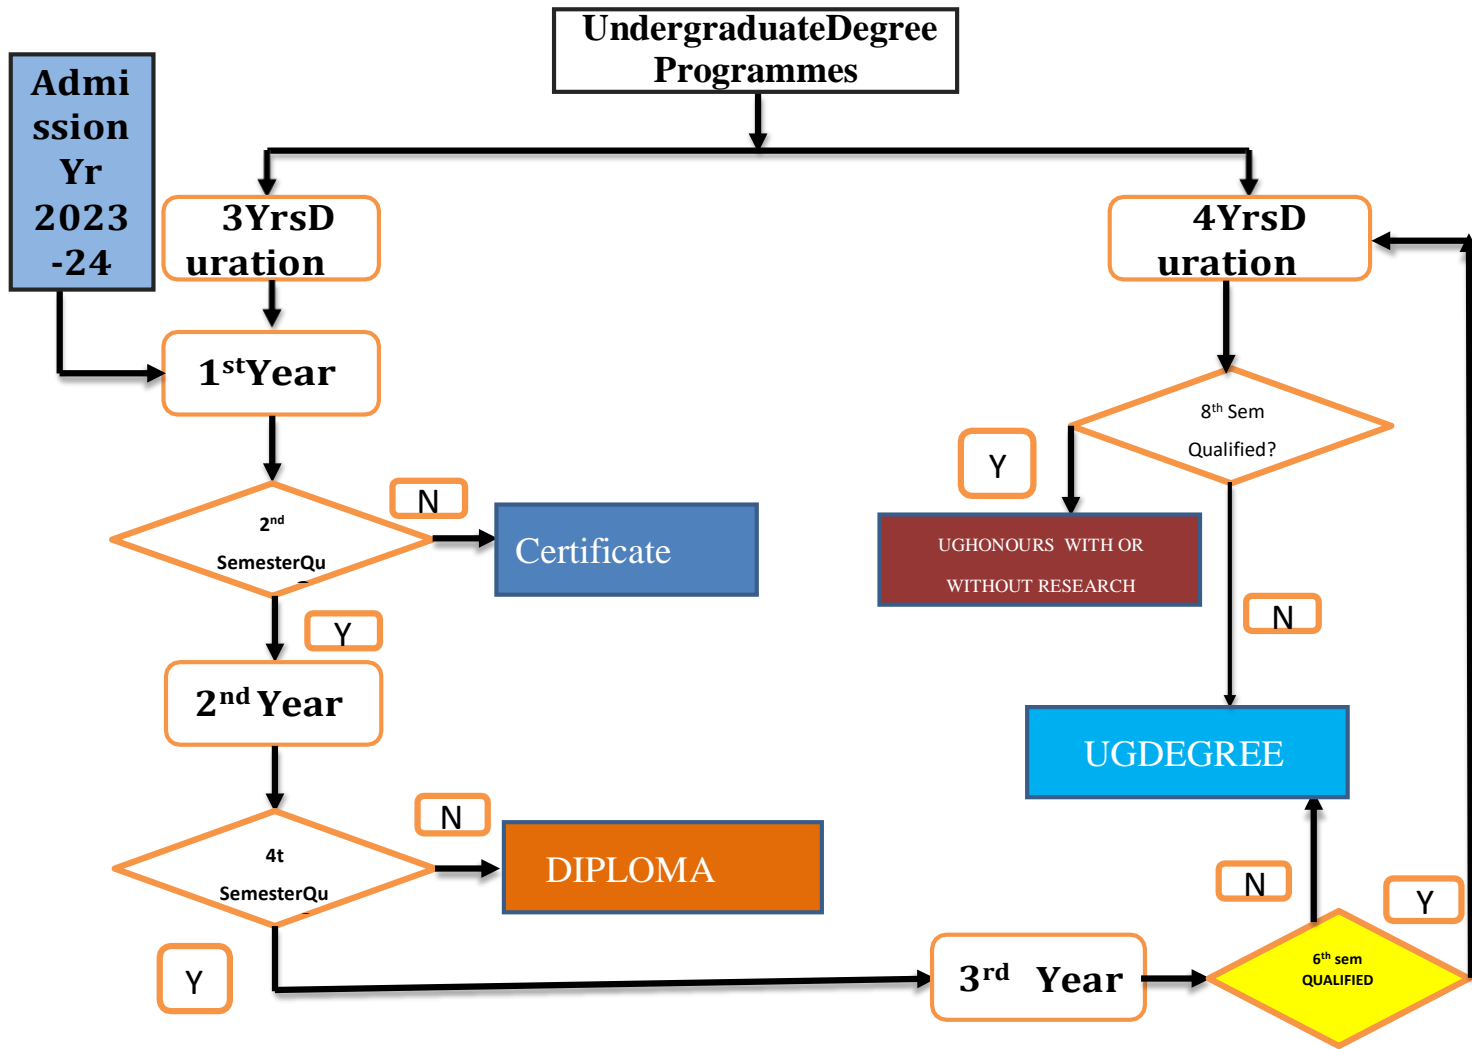 UndergraduateDegree
Programmes
Admi
ssion
Yr
2023
-24
3YrsD
uration
4YrsD
uration
1stYear
8th Sem
Qualified?
Y
N
2nd
SemesterQu
Certificate
UGHONOURS WITH OR
WITHOUT RESEARCH
N
Y
2nd Year
UGDEGREE
N
4t
SemesterQu
DIPLOMA
N
Y
Y
3rd Year
6th sem
QUALIFIED